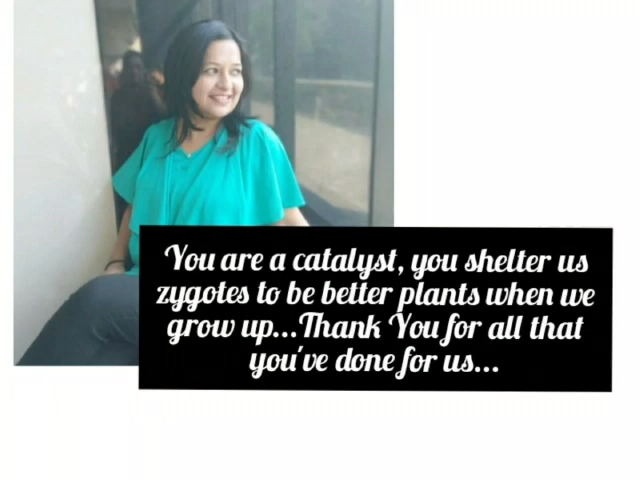 You are a catalyst, you shelter us
zygotes to be better plants when we
grow up...Thank You for all that
you've done for us...